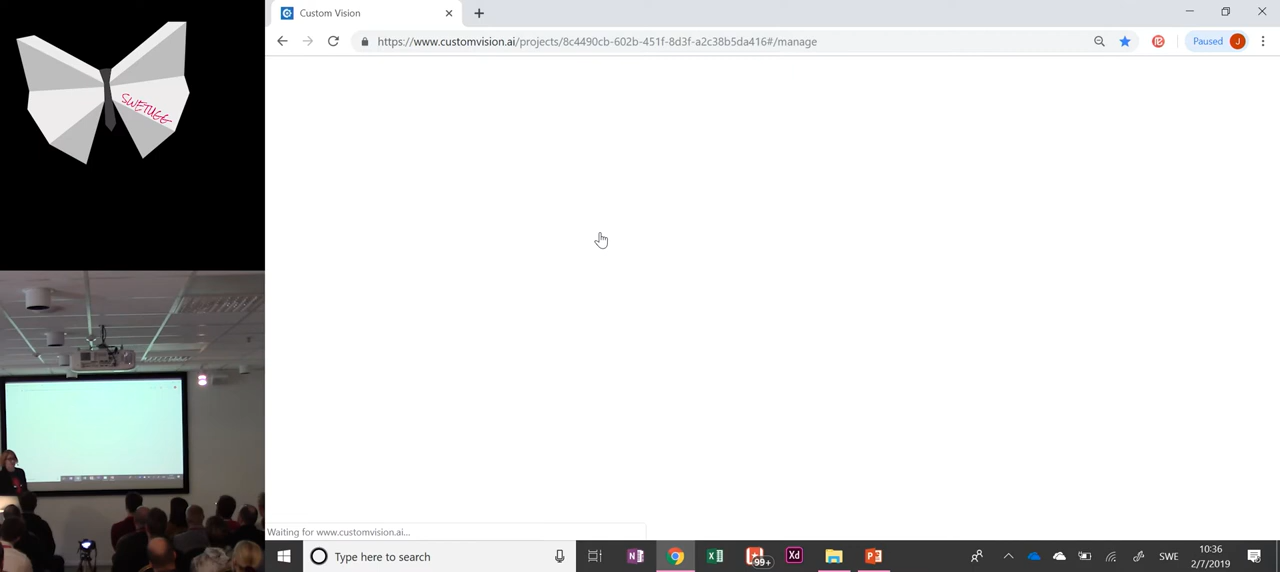 SWETUGG
Custom Vision
https://www.customvision.ai/projects/8c4490cb-602b-451f-8d3f-a2c38b5da416#/manage
Paused J
Waiting for www.customvision.ai...
Type here to search
N
99+
Xd
SWE
10:36
2/7/2019